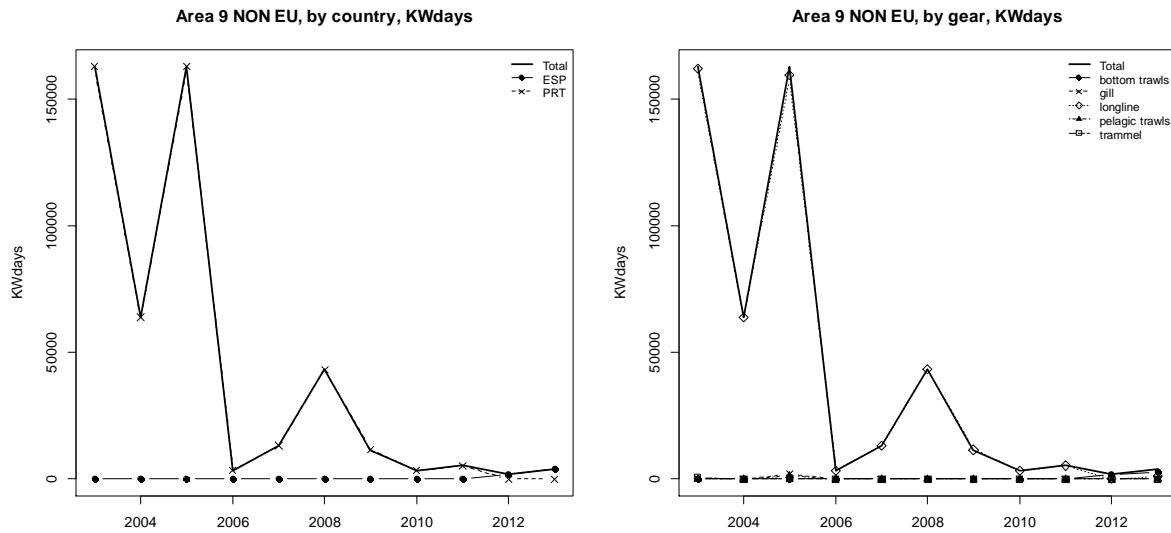 Area 9 NON EU, by country, KWdays
KWdays
150000
100000
50000
0
2004 2006 2008 2010 2012
Total
ESP
PRT
Area 9 NON EU, by gear, KWdays
KWdays
150000
100000
50000
0
2004 2006 2008 2010 2012
Total
bottom trawls
gill
longline
pelagic trawls
trammel